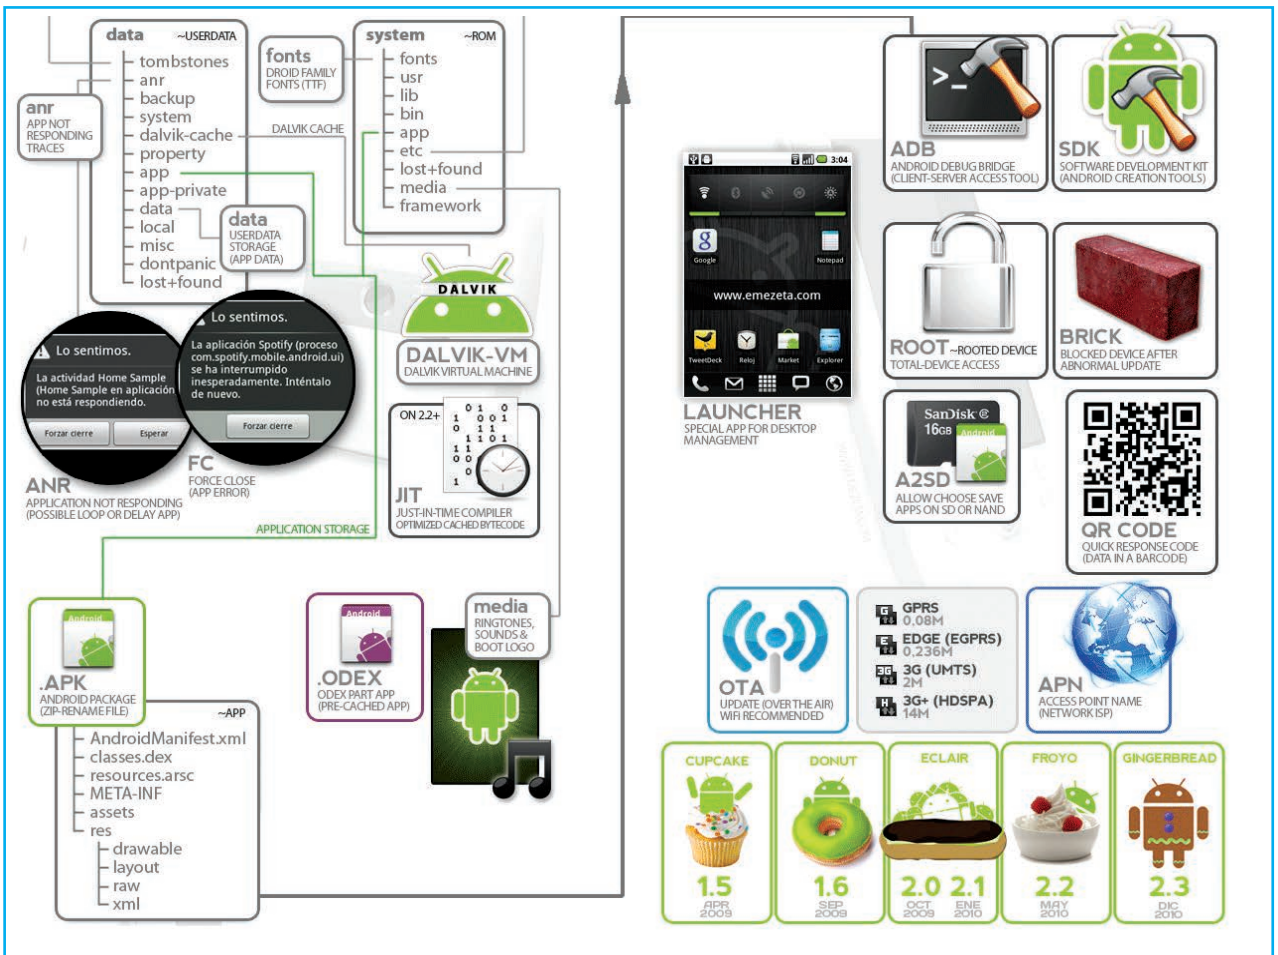 data ~USERDATA
tombstones
anr
backup
system
dalvik-cache
property
app
app-private
data
local
misc
dontpanic
lost+found
anr
APP NOT
RESPONDING
TRACES
data
USERDATA
STORAGE
(APP DATA)
fonts
DROID FAMILY
FONTS (TTF)
DALVIK CACHE
system ~ROM
fonts
usr
lib
bin
app
etc
lost+found
media
framework
Lo sentimos.
La actividad Home Sample
(Home Sample en aplicación
no está respondiendo.
Forzar cierre
Esperar
ANR
APPLICATION NOT RESPONDING
(POSSIBLE LOOP OR DELAY APP)
Lo sentimos.
La aplicación Spotify (proceso
com.spotify.mobile.android.ui)
se ha interrumpido
inesperadamente. Inténtalo
de nuevo.
Forzar cierre
FC
FORCE CLOSE
(APP ERROR)
DALVIK
DALVIK-VM
DALVIK VIRTUAL MACHINE
ON 2.2+
JIT
JUST-IN-TIME COMPILER
OPTIMIZED CACHED BYTECODE
APPLICATION STORAGE
Android
.APK
ANDROID PACKAGE
(ZIP-RENAME FILE)
~APP
AndroidManifest.xml
classes.dex
resources.arsc
META-INF
assets
res
drawable
layout
raw
xml
Android
.ODEX
ODEX PART APP
(PRE-CACHED APP)
media
RINGTONES,
SOUNDS &
BOOT LOGO
3:04
Google
Notepad
www.emezeta.com
TweetDeck
Reloj
Market
Explorer
LAUNCHER
SPECIAL APP FOR DESKTOP
MANAGEMENT
>_
ADB
ANDROID DEBUG BRIDGE
(CLIENT-SERVER ACCESS TOOL)
SDK
SOFTWARE DEVELOPMENT KIT
(ANDROID CREATION TOOLS)
ROOT ~ROOTED DEVICE
TOTAL-DEVICE ACCESS
BRICK
BLOCKED DEVICE AFTER
ABNORMAL UPDATE
SanDisk
16GB
Android
A2SD
ALLOW CHOOSE SAVE
APPS ON SD OR NAND
QR CODE
QUICK RESPONSE CODE
(DATA IN A BARCODE)
OTA
UPDATE (OVER THE AIR)
WIFI RECOMMENDED
G GPRS
0.08M
E EDGE (EGPRS)
0.236M
3G 3G (UMTS)
2M
H 3G+ (HDSPA)
14M
APN
ACCESS POINT NAME
(NETWORK ISP)
CUPCAKE
1.5
APR
2009
DONUT
1.6
SEP
2009
ECLAIR
2.0 2.1
OCT ENE
2009 2010
FROYO
2.2
MAY
2010
GINGERBREAD
2.3
DIC
2010